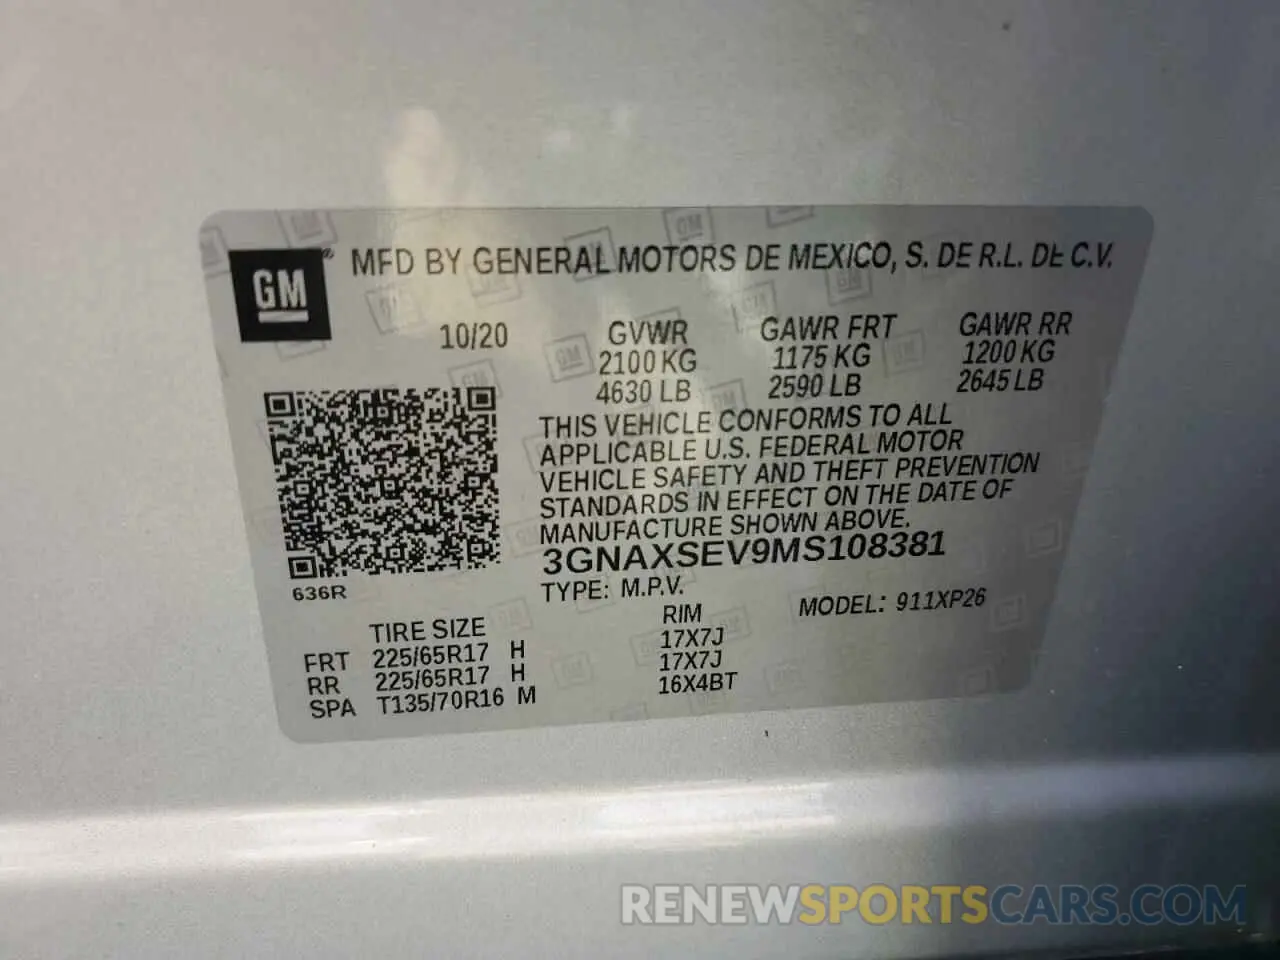 GM
® MFD BY GENERAL MOTORS DE MEXICO, S. DE R.L. DE C.V.
10/20 GVWR GAWR FRT GAWR RR
2100 KG 1175 KG 1200 KG
4630 LB 2590 LB 2645 LB
THIS VEHICLE CONFORMS TO ALL
APPLICABLE U.S. FEDERAL MOTOR
VEHICLE SAFETY AND THEFT PREVENTION
STANDARDS IN EFFECT ON THE DATE OF
MANUFACTURE SHOWN ABOVE.
3GNAXSEV9MS108381
636R
TYPE: M.P.V. MODEL: 911XP26
TIRE SIZE RIM
FRT 225/65R17 H 17X7J
RR 225/65R17 H 17X7J
SPA T135/70R16 M 16X4BT
RENEWSPORTSCARS.COM